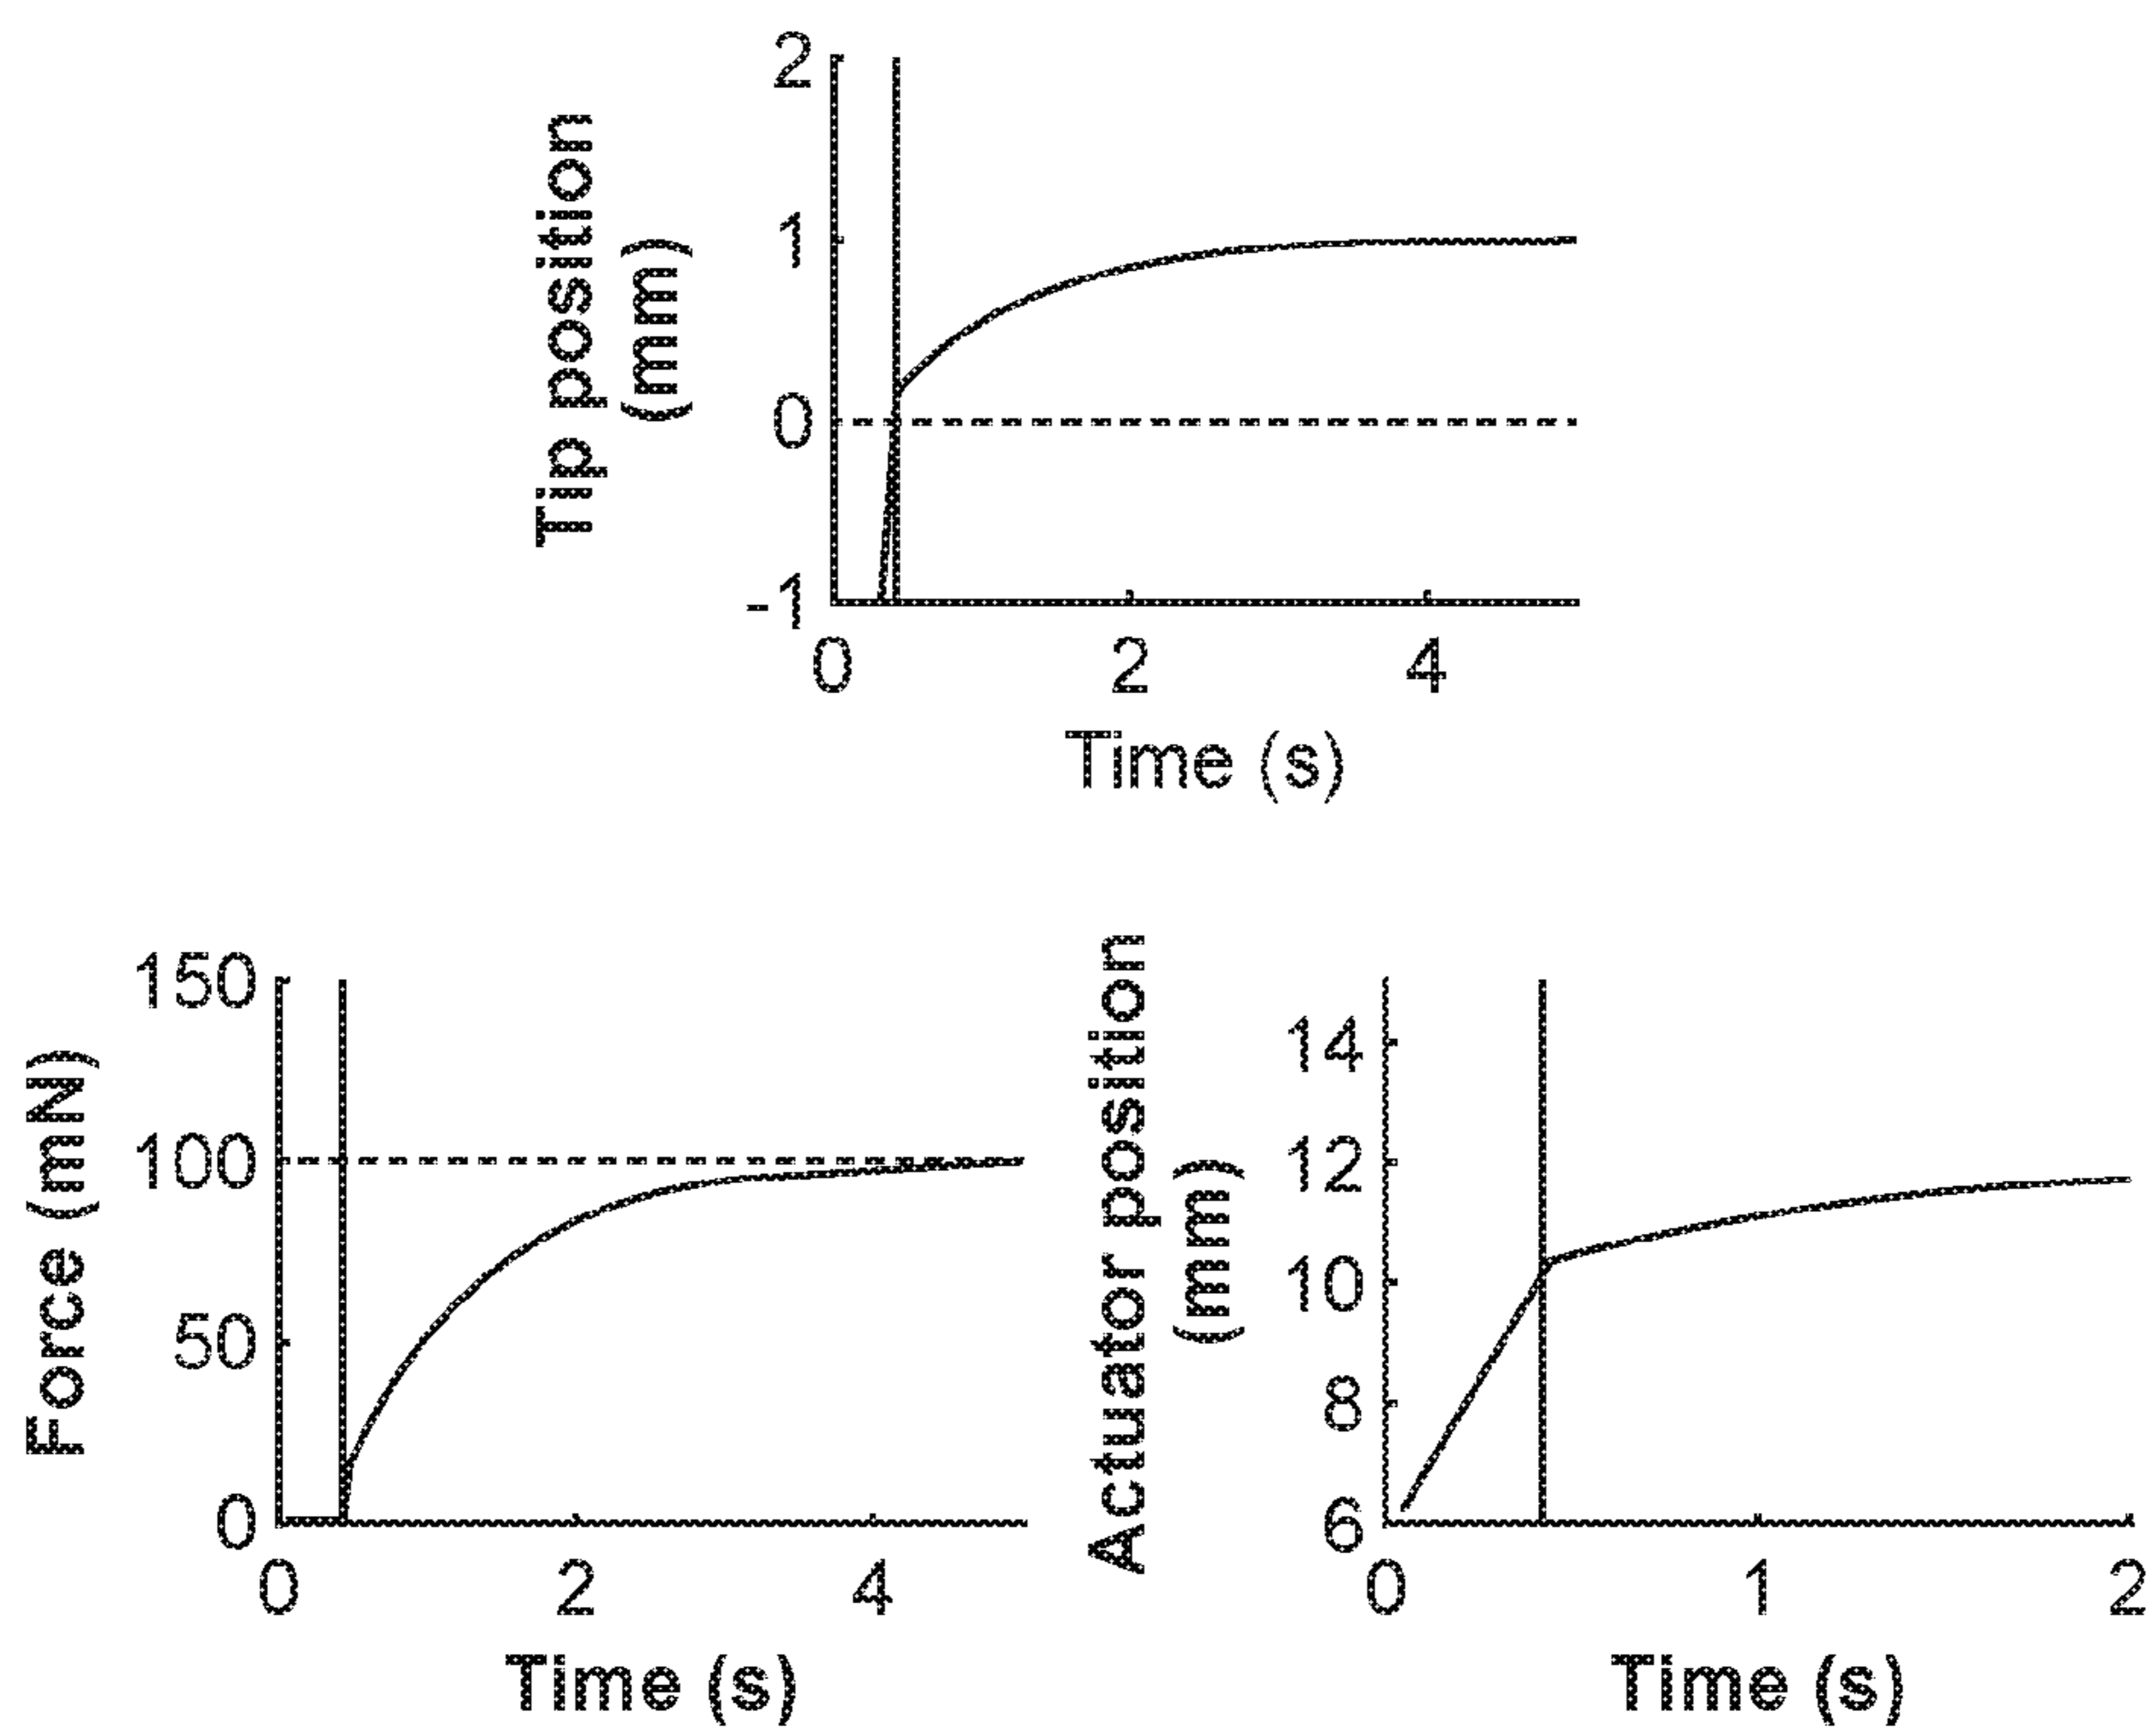 Tip position
(mm)
2
1
0
-1
0 2 4
Time (s)
Force (mN)
150
100
50
0
0 2 4
Time (s)
Actuator position
(mm)
14
12
10
8
6
0 1 2
Time (s)